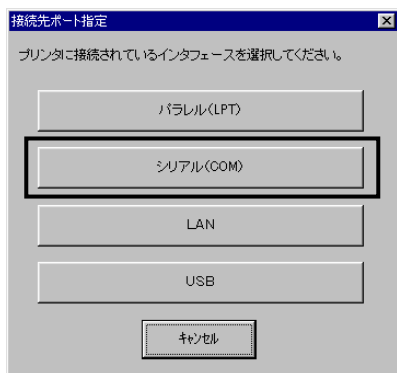 接続先ポート指定
プリンタに接続されているインタフェースを選択してください。
パラレル(LPT)
シリアル(COM)
LAN
USB
キャンセル